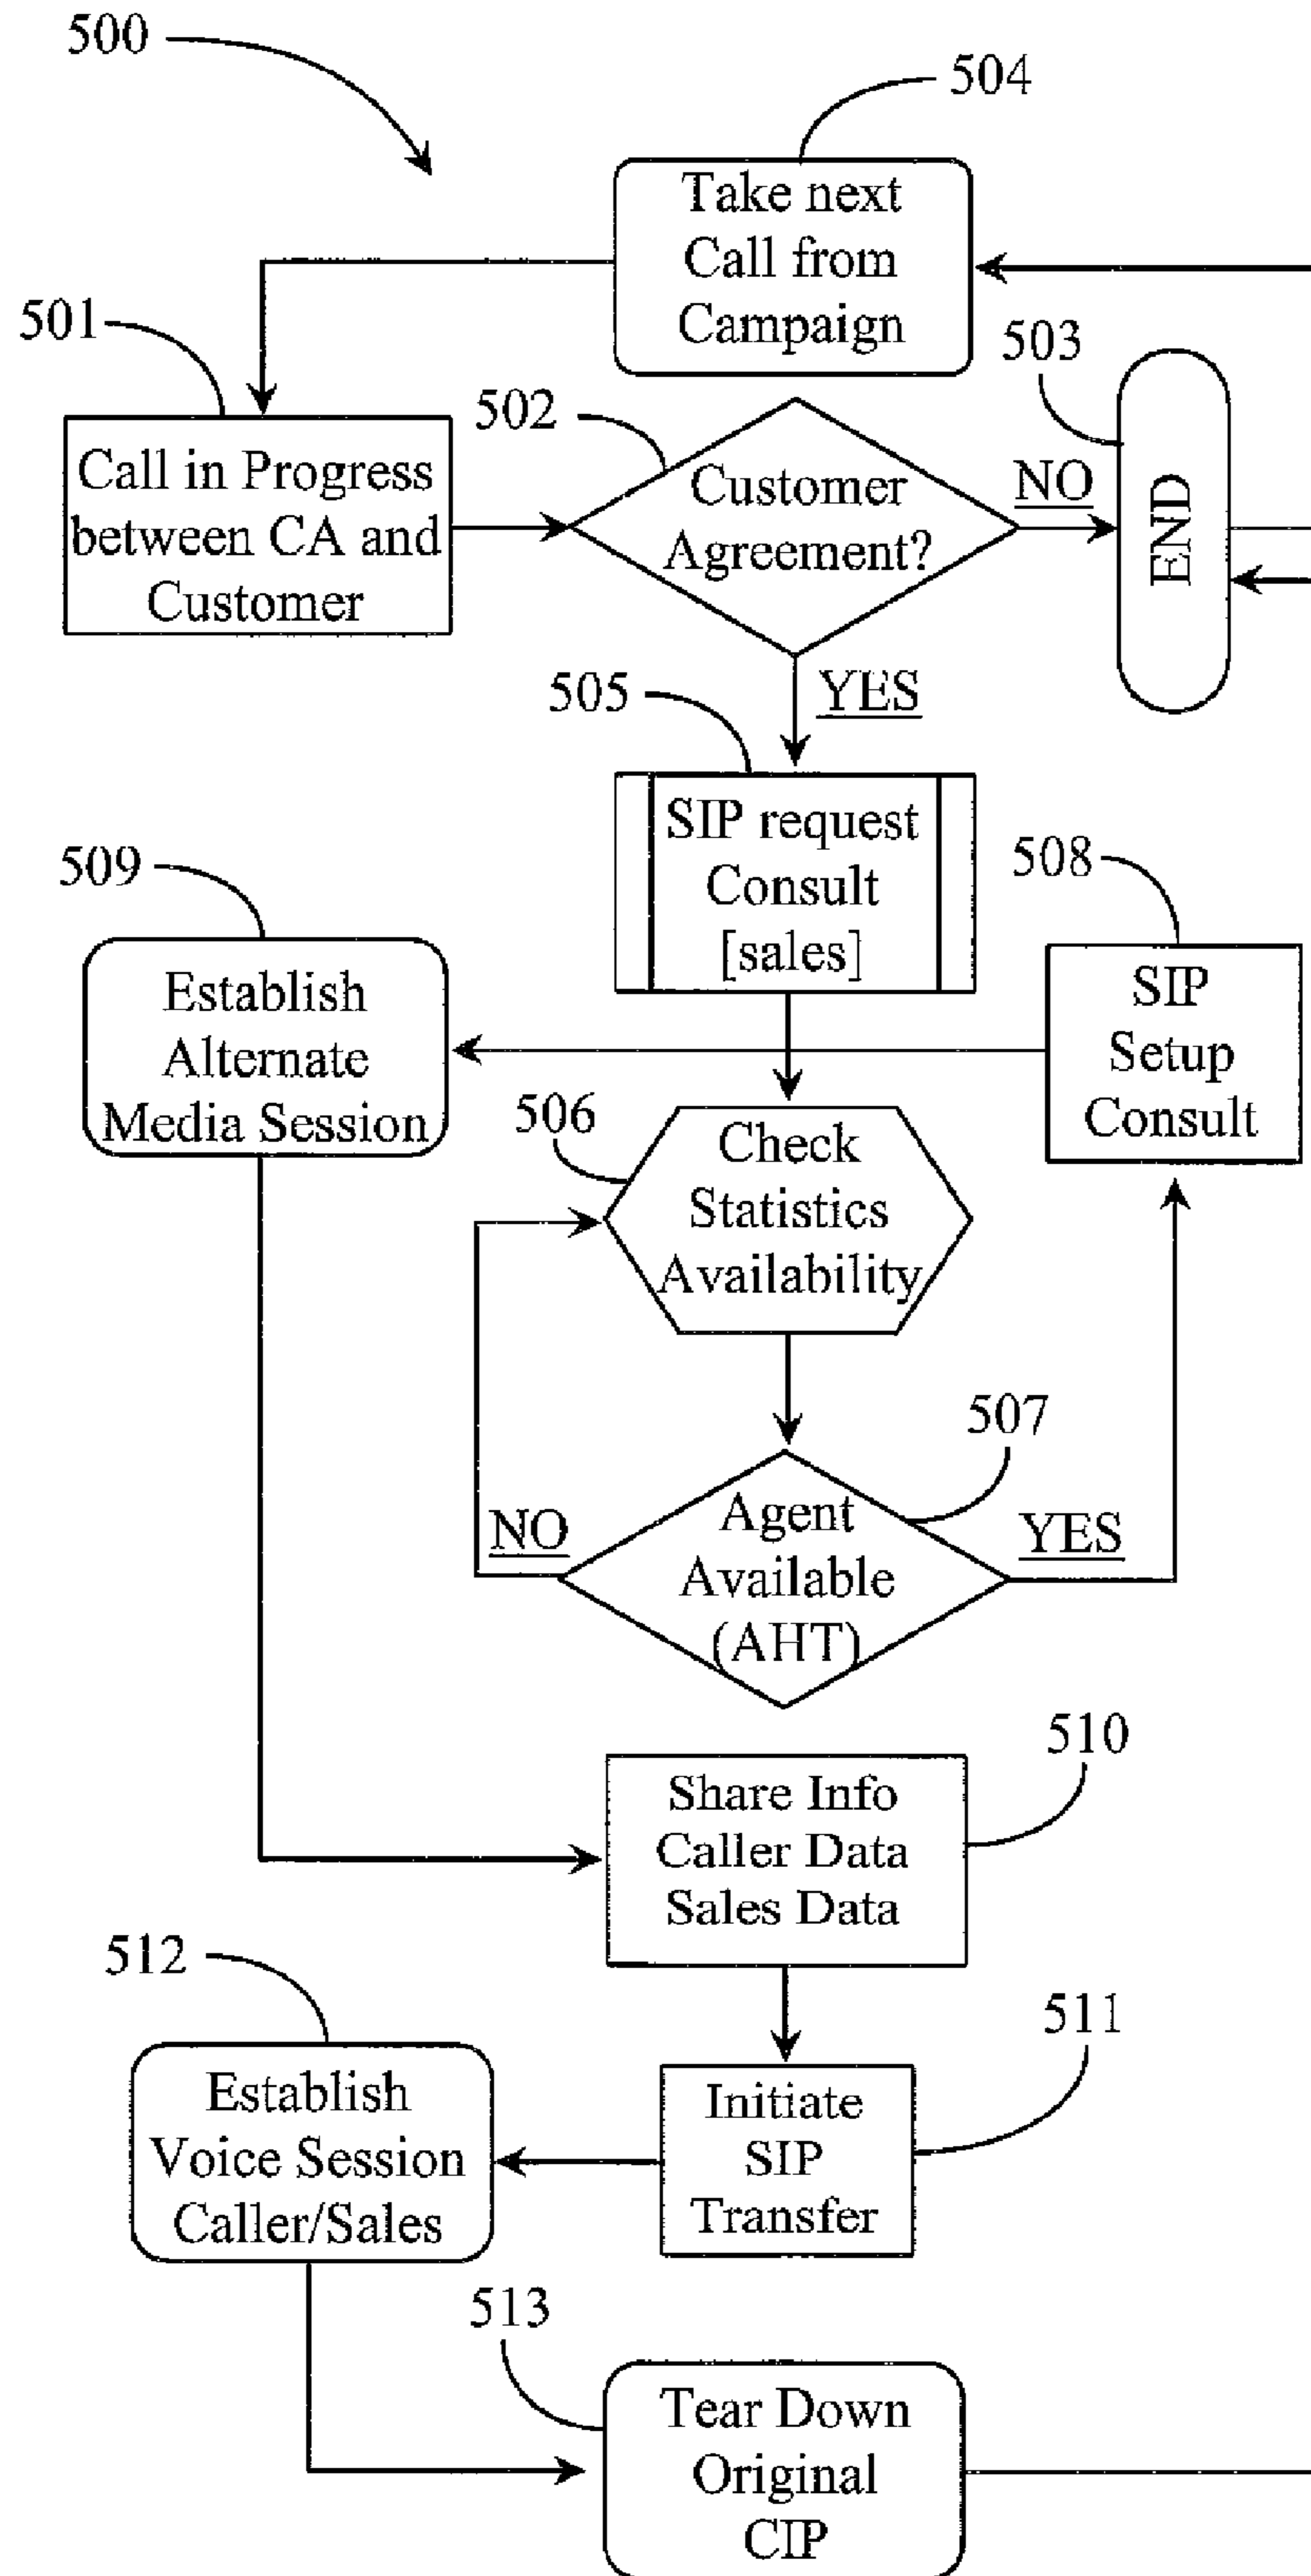 500
504
Take next
Call from
Campaign
501
503
502
Call in Progress
between CA and
Customer
Customer
Agreement?
NO
END
YES
505
SIP request
Consult
[sales]
509
508
Establish
Alternate
Media Session
SIP
Setup
Consult
506
Check
Statistics
Availability
507
NO
Agent
Available
(AHT)
YES
510
Share Info
Caller Data
Sales Data
512
511
Establish
Voice Session
Caller/Sales
Initiate
SIP
Transfer
513
Tear Down
Original
CIP